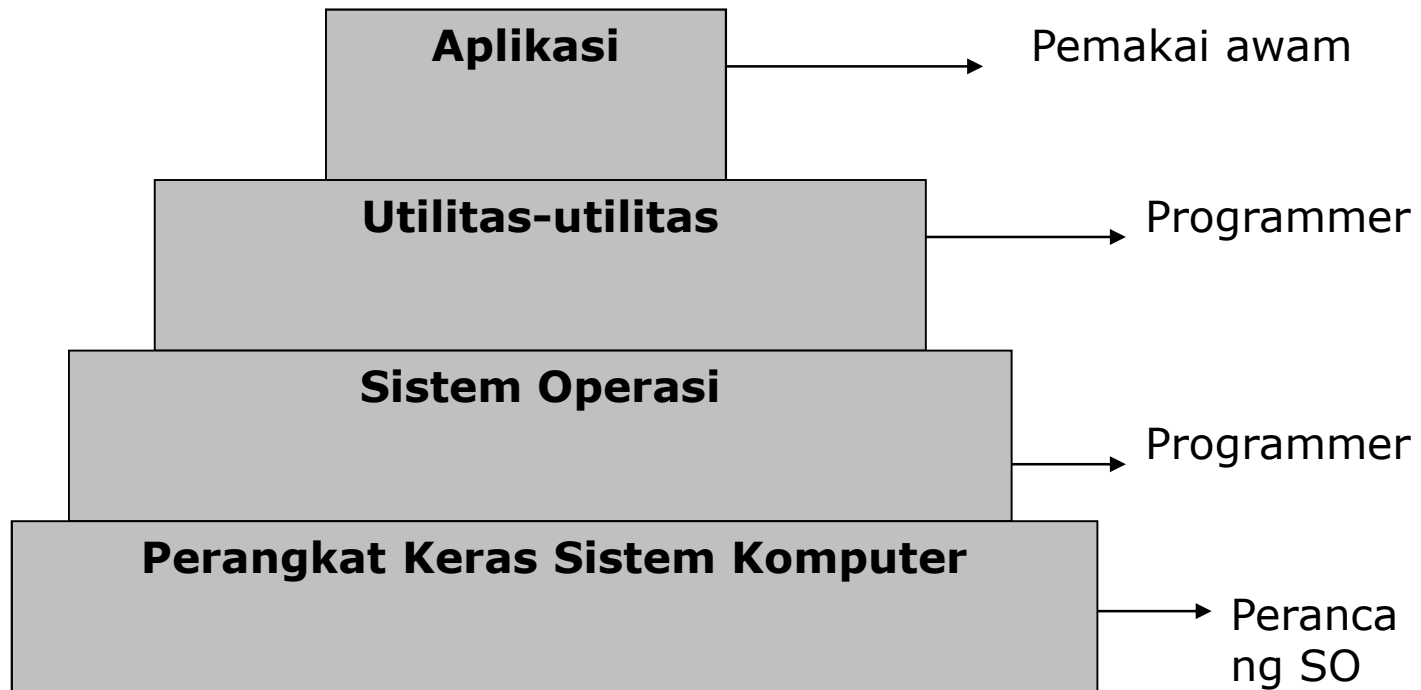 Aplikasi
Pemakai awam
Utilitas-utilitas
Programmer
Sistem Operasi
Programmer
Perangkat Keras Sistem Komputer
Peranca
ng SO